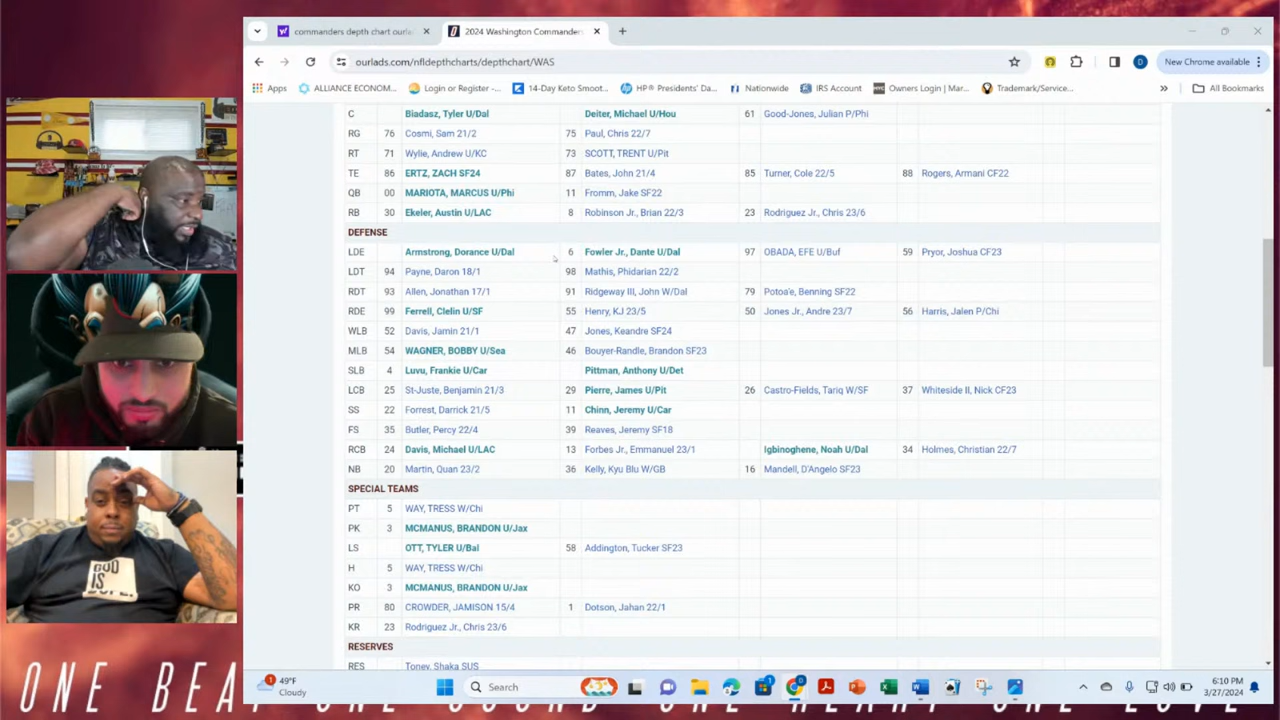 commanders depth chart ourla
2024 Washington Commander
ourlads.com/nfldepthcharts/depthchart/WAS
New Chrome available
Apps
ALLIANCE ECONOM...
Login or Register -...
14-Day Keto Smoot...
HP® Presidents' Da...
Nationwide
IRS Account
Owners Login | Mar...
Trademark/Service...
All Bookmarks
C Biadasz, Tyler U/Dal Deiter, Michael U/Hou 61 Good-Jones, Julian P/Phi
RG 76 Cosmi, Sam 21/2 75 Paul, Chris 22/7
RT 71 Wylie, Andrew U/KC 73 SCOTT, TRENT U/Pit
TE 86 ERTZ, ZACH SF24 87 Bates, John 21/4 85 Turner, Cole 22/5 88 Rogers, Armani CF22
QB 00 MARIOTA, MARCUS U/Phi 11 Fromm, Jake SF22
RB 30 Ekeler, Austin U/LAC 8 Robinson Jr., Brian 22/3 23 Rodriguez Jr., Chris 23/6
DEFENSE
LDE Armstrong, Dorance U/Dal 6 Fowler Jr., Dante U/Dal 97 OBADA, EFE U/Buf 59 Pryor, Joshua CF23
LDT 94 Payne, Daron 18/1 98 Mathis, Phidarian 22/2
RDT 93 Allen, Jonathan 17/1 91 Ridgeway III, John W/Dal 79 Potoa'e, Benning SF22
RDE 99 Ferrell, Clelin U/SF 55 Henry, KJ 23/5 50 Jones Jr., Andre 23/7 56 Harris, Jalen P/Chi
WLB 52 Davis, Jamin 21/1 47 Jones, Keandre SF24
MLB 54 WAGNER, BOBBY U/Sea 46 Bouyer-Randle, Brandon SF23
SLB 4 Luvu, Frankie U/Car Pittman, Anthony U/Det
LCB 25 St-Juste, Benjamin 21/3 29 Pierre, James U/Pit 26 Castro-Fields, Tariq W/SF 37 Whiteside II, Nick CF23
SS 22 Forrest, Darrick 21/5 11 Chinn, Jeremy U/Car
FS 35 Butler, Percy 22/4 39 Reaves, Jeremy SF18
RCB 24 Davis, Michael U/LAC 13 Forbes Jr., Emmanuel 23/1 Igbinoghene, Noah U/Dal 34 Holmes, Christian 22/7
NB 20 Martin, Quan 23/2 36 Kelly, Kyu Blu W/GB 16 Mandell, D'Angelo SF23
SPECIAL TEAMS
PT 5 WAY, TRESS W/Chi
PK 3 MCMANUS, BRANDON U/Jax
LS OTT, TYLER U/Bal 58 Addington, Tucker SF23
H 5 WAY, TRESS W/Chi
KO 3 MCMANUS, BRANDON U/Jax
PR 80 CROWDER, JAMISON 15/4 1 Dotson, Jahan 22/1
KR 23 Rodriguez Jr., Chris 23/6
RESERVES
RES Toney, Shaka SUS
GOD
IS
DOPE.
ONE BEA
1
49°F
Cloudy
Search
6:10 PM
3/27/2024